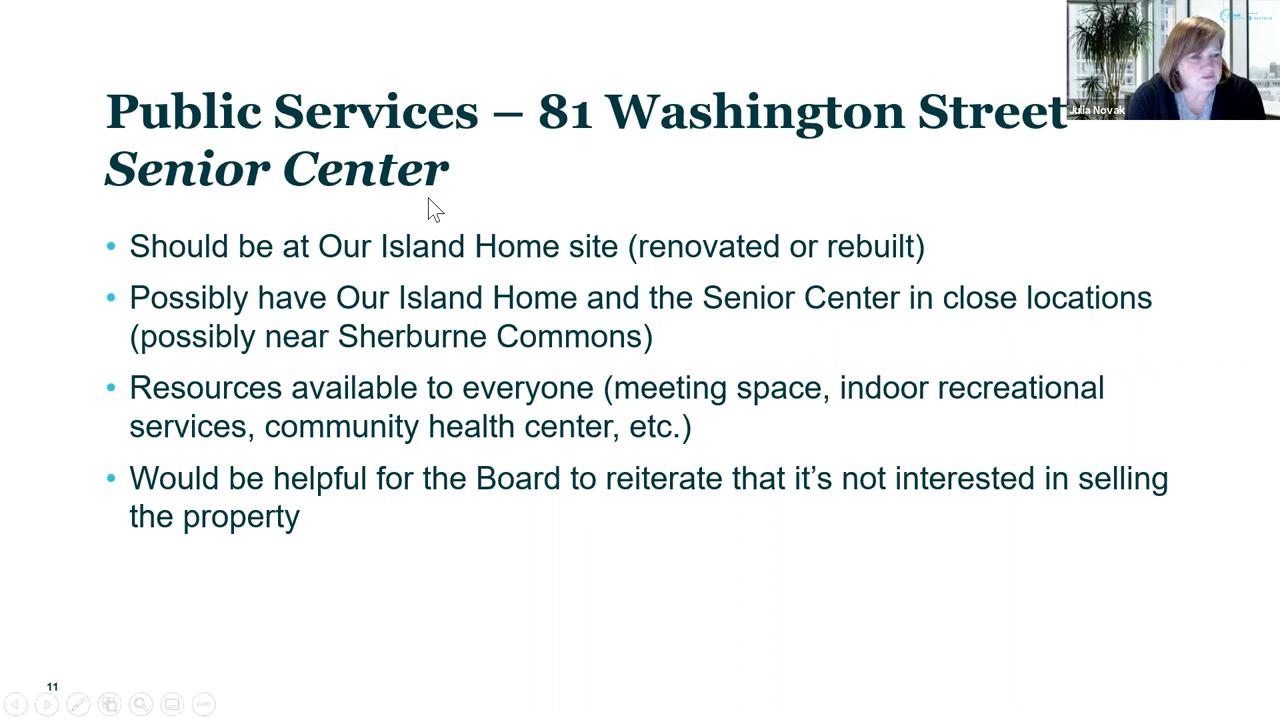 Public Services – 81 Washington Street
Senior Center
Julia Novak
• Should be at Our Island Home site (renovated or rebuilt)
• Possibly have Our Island Home and the Senior Center in close locations
(possibly near Sherburne Commons)
• Resources available to everyone (meeting space, indoor recreational
services, community health center, etc.)
• Would be helpful for the Board to reiterate that it’s not interested in selling
the property
11